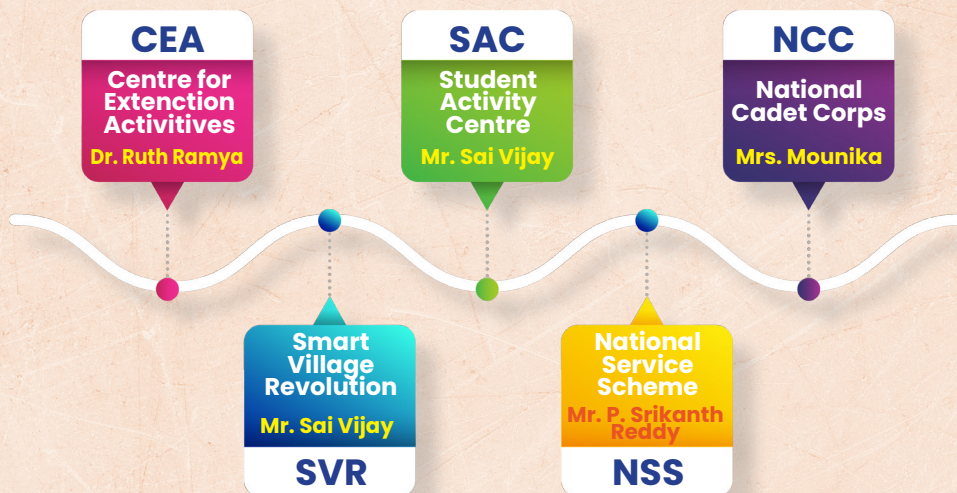 CEA
Centre for
Extenction
Activitives
Dr. Ruth Ramya
Smart
Village
Revolution
Mr. Sai Vijay
SVR
SAC
Student
Activity
Centre
Mr. Sai Vijay
National
Service
Scheme
Mr. P. Srikanth
Reddy
NSS
NCC
National
Cadet Corps
Mrs. Mounika